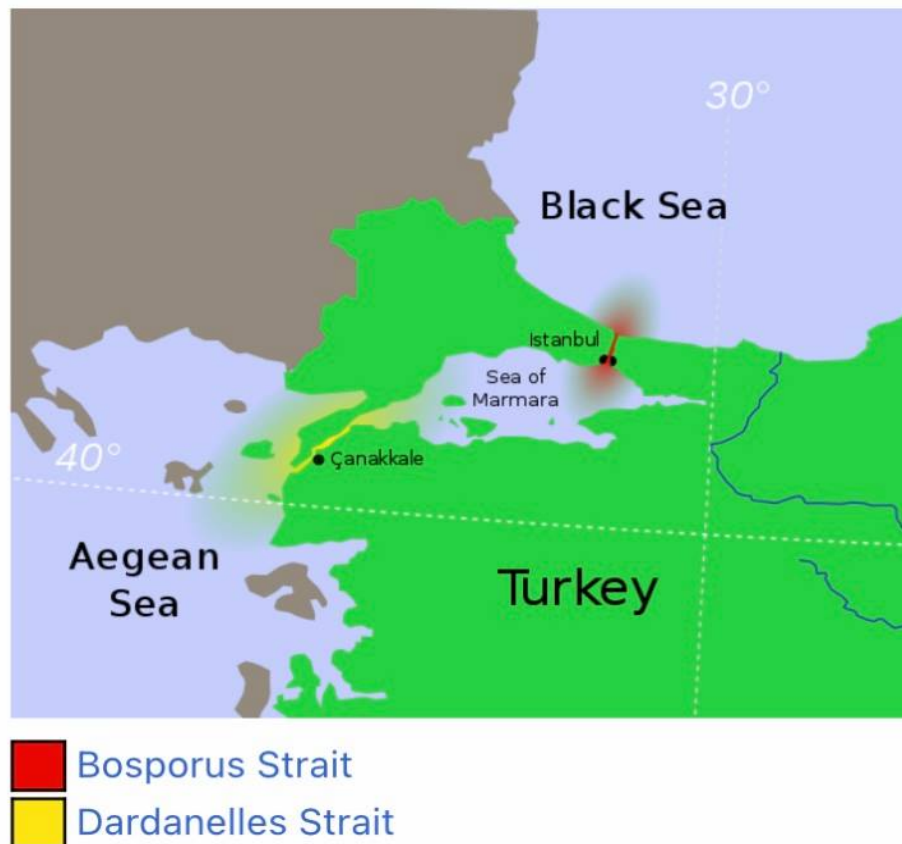 30°
Black Sea
Istanbul
Sea of
Marmara
Çanakkale
40°
Aegean
Sea
Turkey
Bosporus Strait
Dardanelles Strait